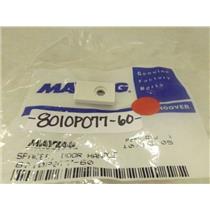 MAYTAG
Genuine
Factory
Parts
HOOVER
-8010P077-60-
MAYTAG
SPACER, DOOR HANDLE
8010P077-60